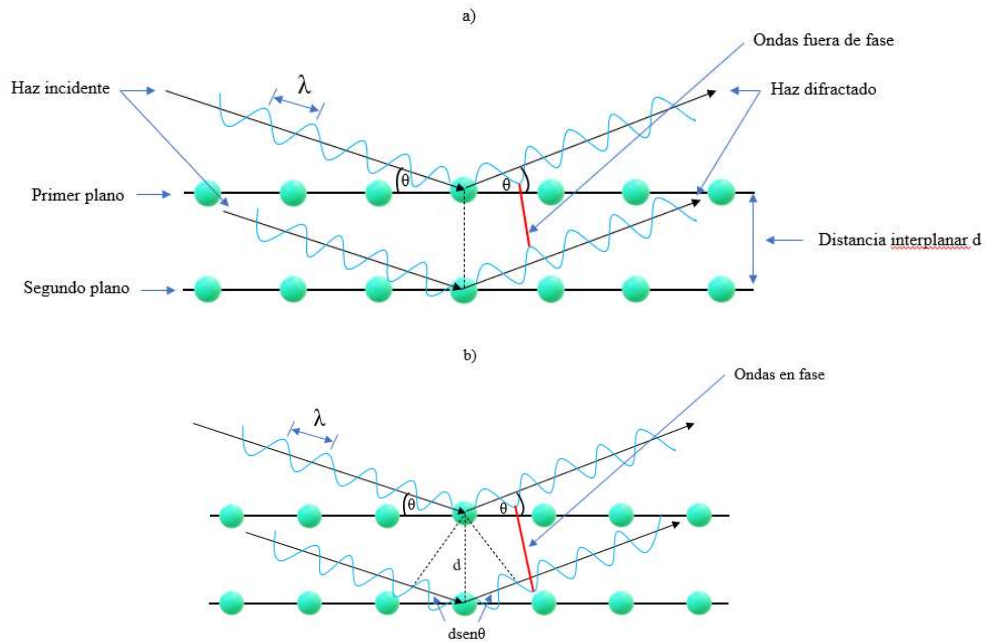 a)
Ondas fuera de fase
Haz incidente
λ
Haz difractado
θ
θ
Primer plano
Distancia interplanar d
Segundo plano
b)
Ondas en fase
λ
θ
θ
d
dsenθ